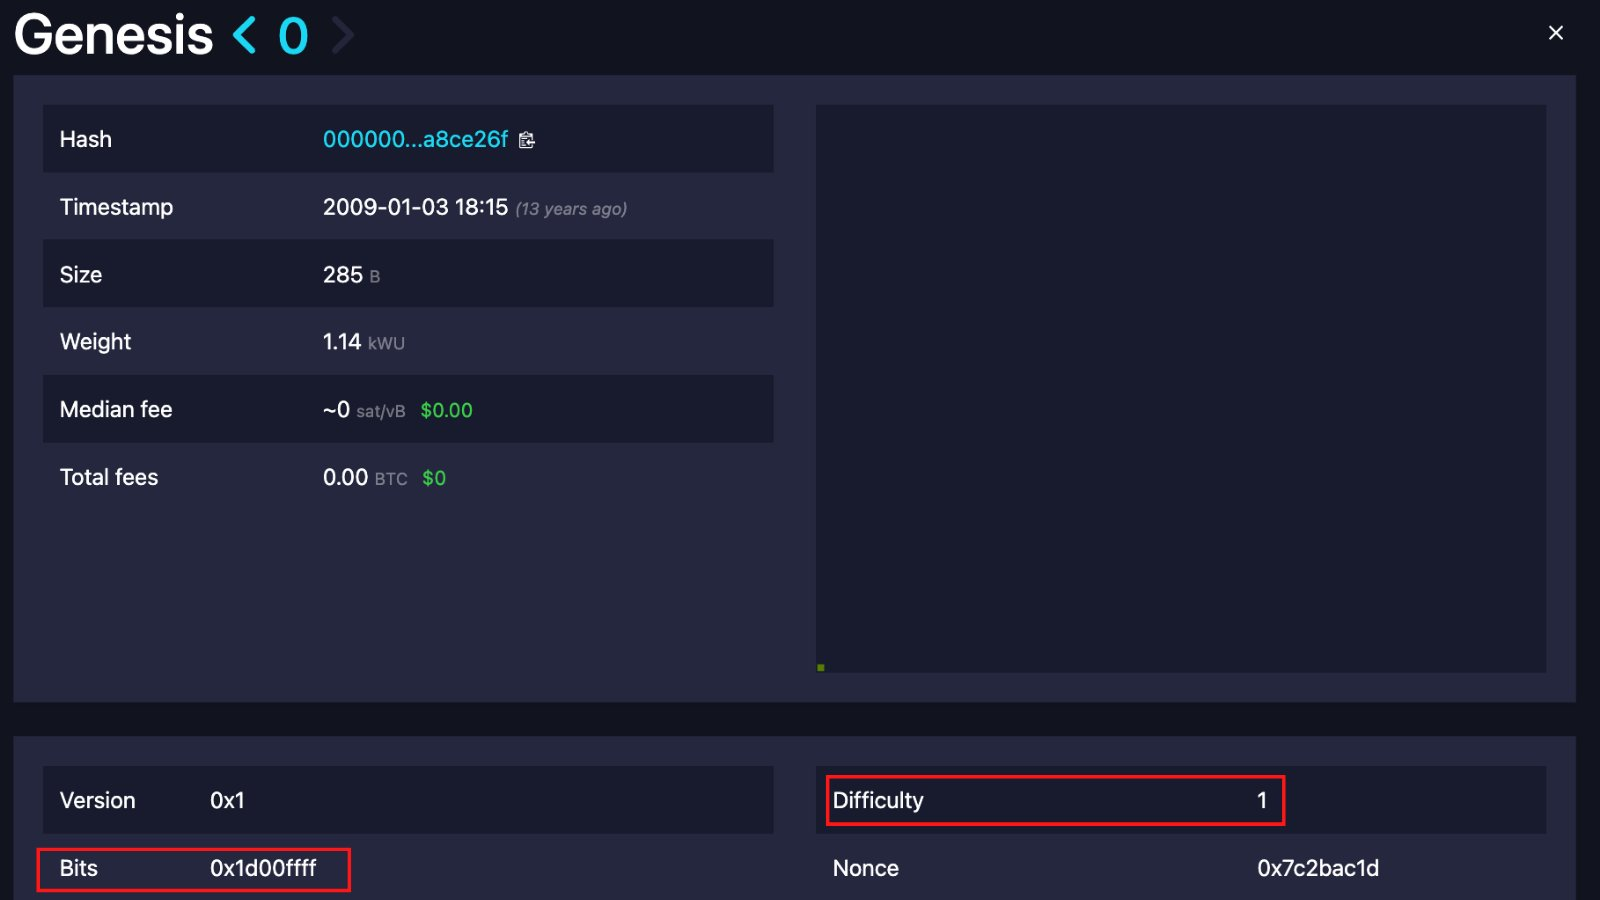 Genesis < 0 >
Hash 000000...a8ce26f
Timestamp 2009-01-03 18:15 (13 years ago)
Size 285 B
Weight 1.14 kWU
Median fee ~0 sat/vB $0.00
Total fees 0.00 BTC $0
Version 0x1
Bits 0x1d00ffff
Difficulty 1
Nonce 0x7c2bac1d